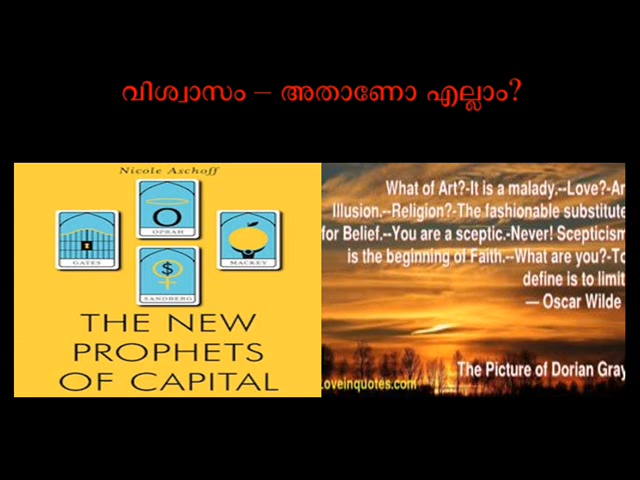 വിശ്വാസം – അതാണോ എല്ലാം?
Nicole Aschoff
OPRAH
GATES
MACKEY
SANDBERG
THE NEW
PROPHETS
OF CAPITAL
What of Art?-It is a malady.--Love?-An
Illusion.--Religion?-The fashionable substitute
for Belief.--You are a sceptic.-Never! Scepticism
is the beginning of Faith.--What are you?-To
define is to limit.
— Oscar Wilde
The Picture of Dorian Gray
Loveinquotes.com